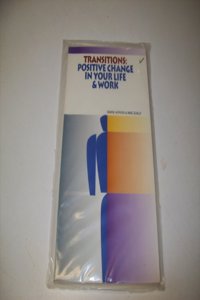 TRANSITIONS:
POSITIVE CHANGE
IN YOUR LIFE
& WORK